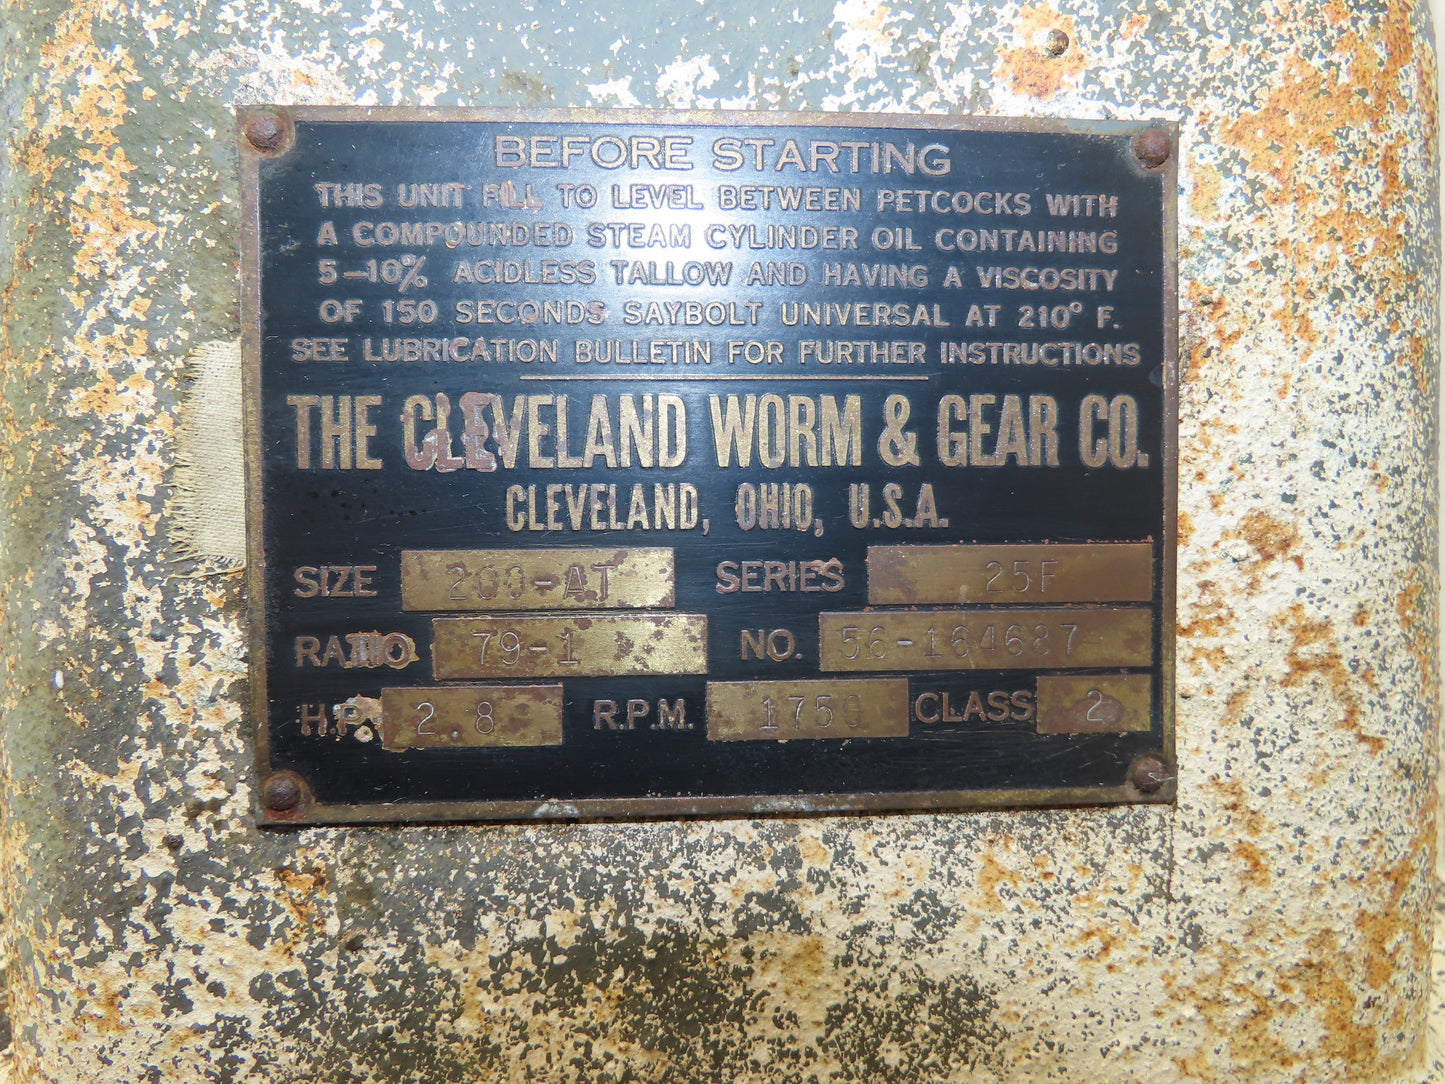 BEFORE STARTING
THIS UNIT FILL TO LEVEL BETWEEN PETCOCKS WITH
A COMPOUNDED STEAM CYLINDER OIL CONTAINING
5-10% ACIDLESS TALLOW AND HAVING A VISCOSITY
OF 150 SECONDS SAYBOLT UNIVERSAL AT 210° F.
SEE LUBRICATION BULLETIN FOR FURTHER INSTRUCTIONS
THE CLEVELAND WORM & GEAR CO.
CLEVELAND, OHIO, U.S.A.
SIZE 200-AT SERIES 25F
RATIO 79-1 NO. 56-164687
H.P. 2.8 R.P.M. 1750 CLASS 2